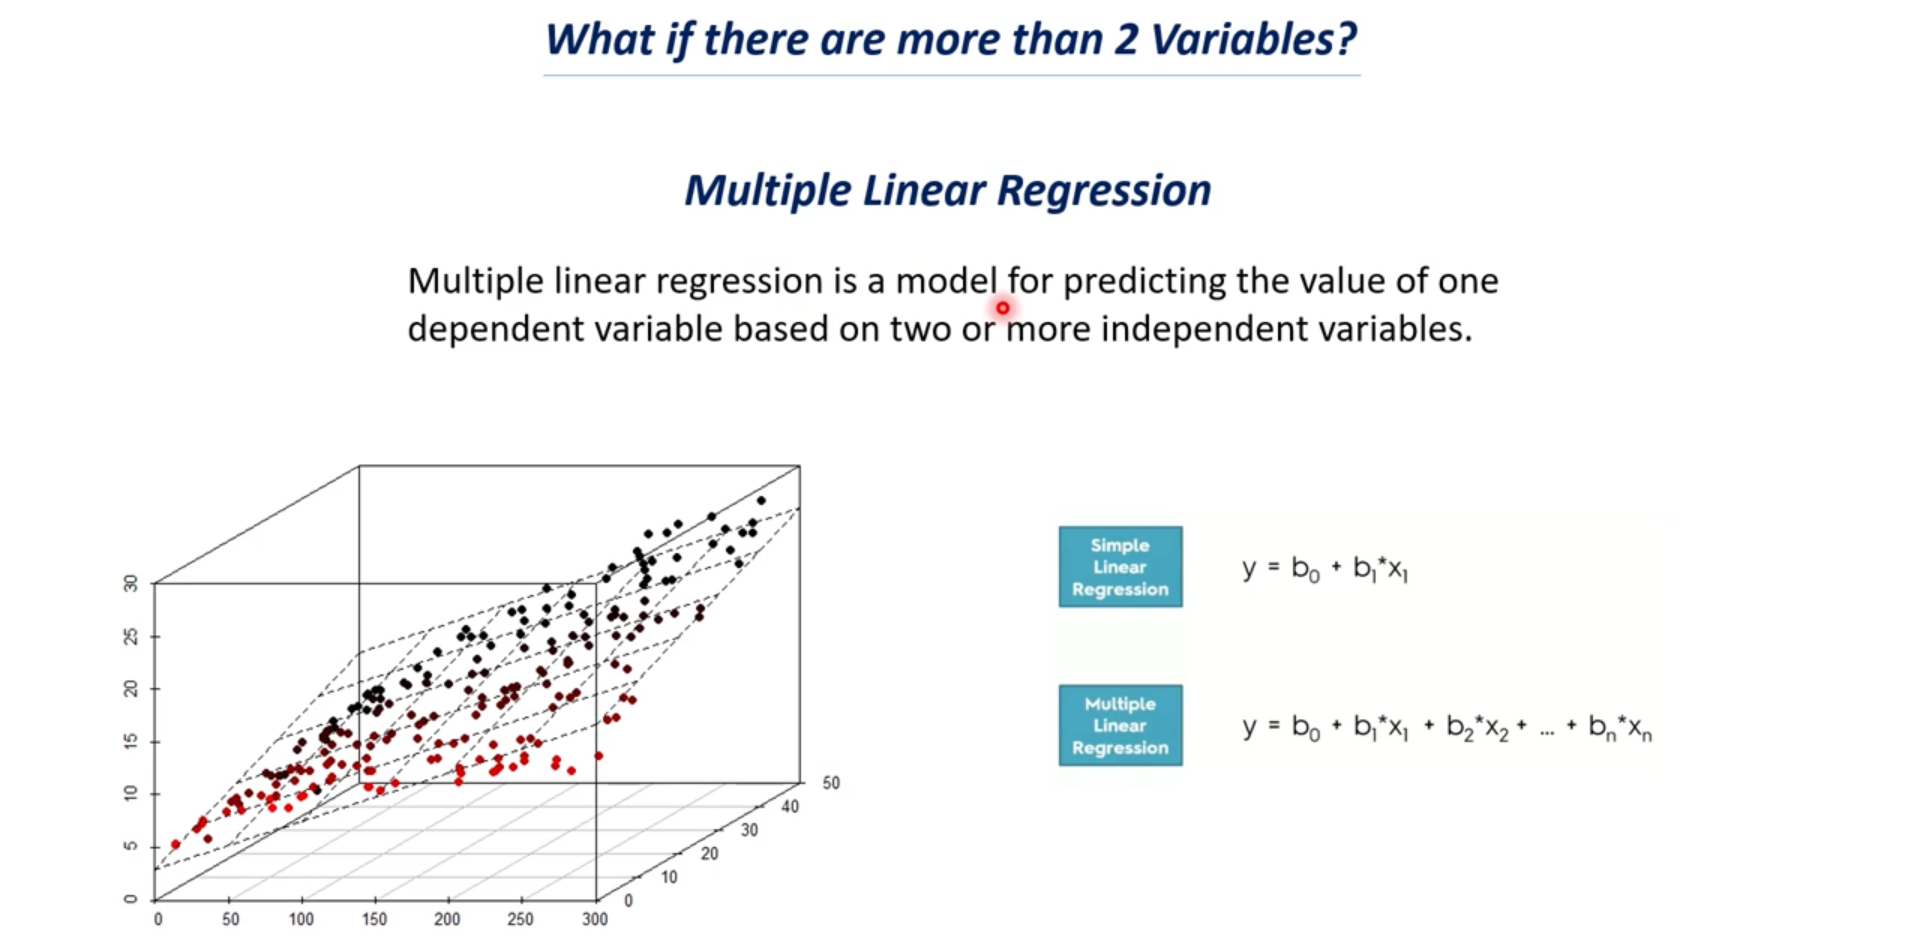 What if there are more than 2 Variables?
Multiple Linear Regression
Multiple linear regression is a model for predicting the value of one
dependent variable based on two or more independent variables.
30
25
20
15
10
5
0
0 50 100 150 200 250 300
0
10
20
30
40
50
Simple
Linear
Regression
y = b₀ + b₁*x₁
Multiple
Linear
Regression
y = b₀ + b₁*x₁ + b₂*x₂ + ... + bₙ*xₙ